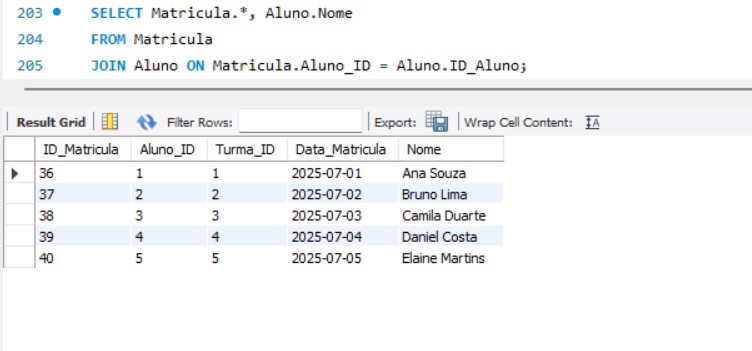 203 SELECT Matricula.*, Aluno.Nome
204 FROM Matricula
205 JOIN Aluno ON Matricula.Aluno_ID = Aluno.ID_Aluno;
Result Grid Filter Rows: Export: Wrap Cell Content:
ID_Matricula Aluno_ID Turma_ID Data_Matricula Nome
36 1 1 2025-07-01 Ana Souza
37 2 2 2025-07-02 Bruno Lima
38 3 3 2025-07-03 Camila Duarte
39 4 4 2025-07-04 Daniel Costa
40 5 5 2025-07-05 Elaine Martins